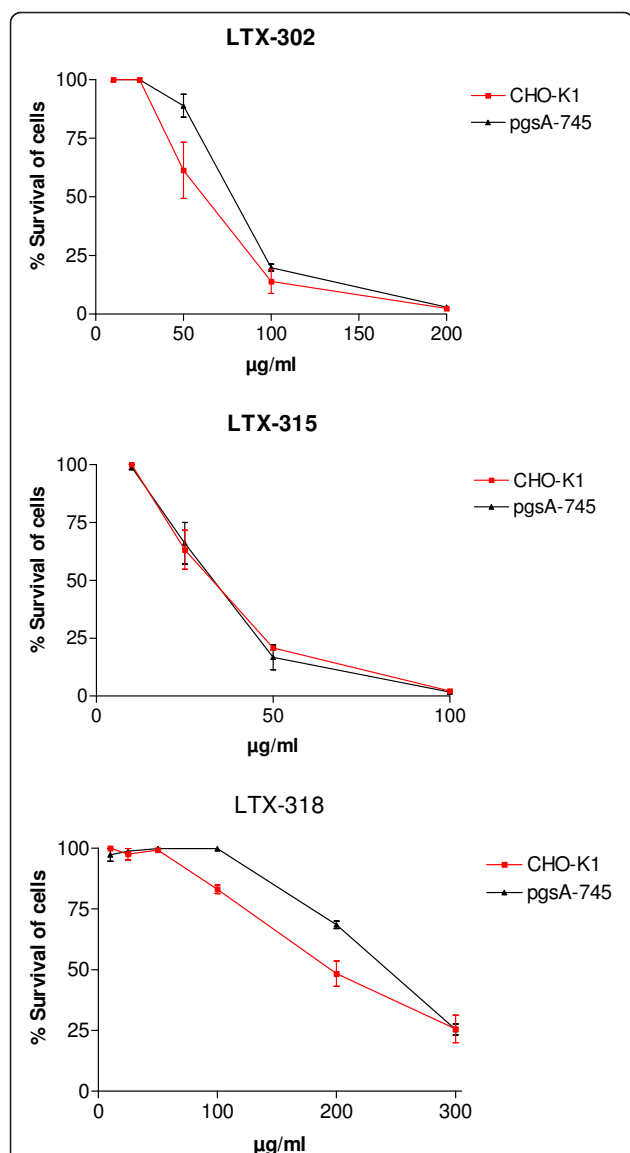 LTX-302
% Survival of cells
100
75
50
25
0
0 50 100 150 200
µg/ml
CHO-K1
pgsA-745
LTX-315
% Survival of cells
100
75
50
25
0
0 50 100
µg/ml
CHO-K1
pgsA-745
LTX-318
% Survival of cells
100
75
50
25
0
0 100 200 300
µg/ml
CHO-K1
pgsA-745